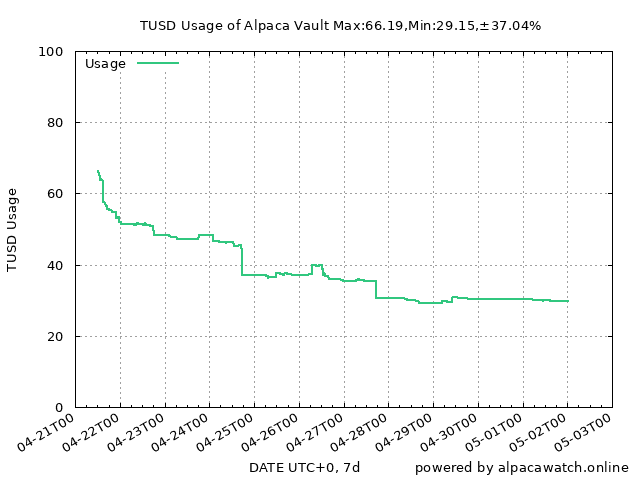 TUSD Usage of Alpaca Vault Max:66.19,Min:29.15,±37.04%
Usage
TUSD Usage
100
80
60
40
20
0
04-21T00
04-22T00
04-23T00
04-24T00
04-25T00
04-26T00
04-27T00
04-28T00
04-29T00
04-30T00
05-01T00
05-02T00
05-03T00
DATE UTC+0, 7d
powered by alpacawatch.online